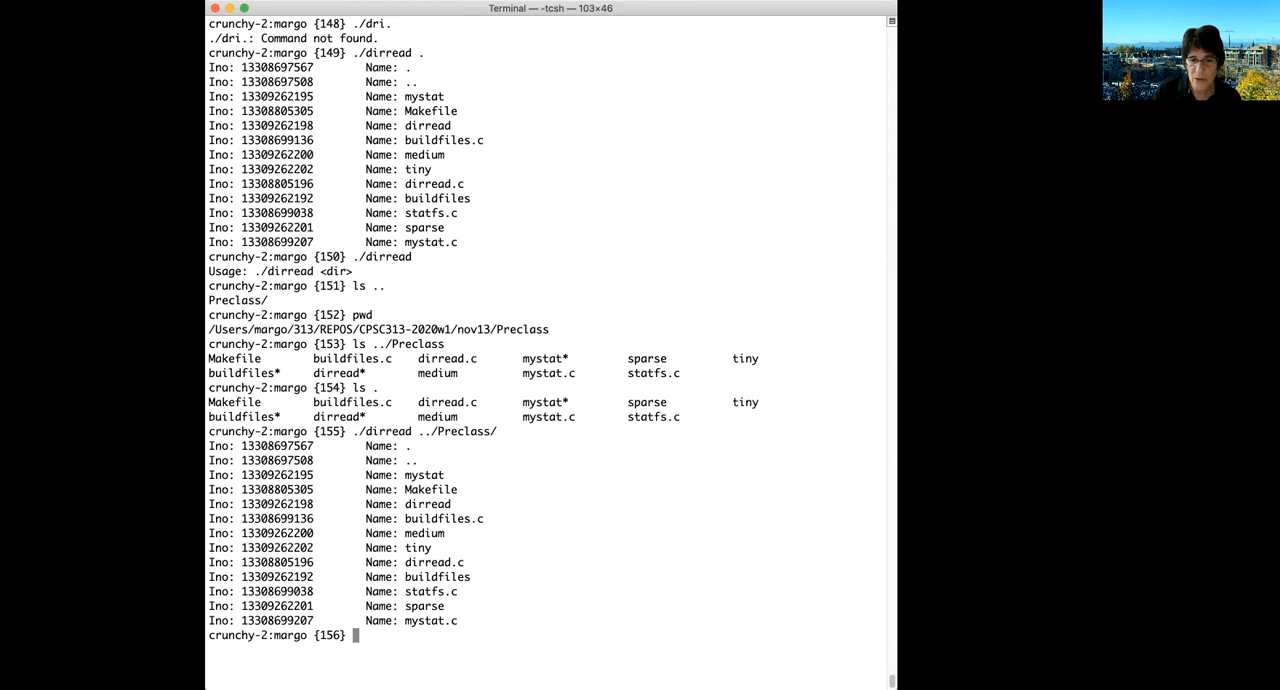 Terminal — -tcsh — 103×46
crunchy-2:margo {148} ./dri.
./dri.: Command not found.
crunchy-2:margo {149} ./dirread .
Ino: 13308697567 Name: .
Ino: 13308697508 Name: ..
Ino: 13309262195 Name: mystat
Ino: 13308805305 Name: Makefile
Ino: 13309262198 Name: dirread
Ino: 13308699136 Name: buildfiles.c
Ino: 13309262200 Name: medium
Ino: 13309262202 Name: tiny
Ino: 13308805196 Name: dirread.c
Ino: 13309262192 Name: buildfiles
Ino: 13308699038 Name: statfs.c
Ino: 13309262201 Name: sparse
Ino: 13308699207 Name: mystat.c
crunchy-2:margo {150} ./dirread
Usage: ./dirread <dir>
crunchy-2:margo {151} ls ..
Preclass/
crunchy-2:margo {152} pwd
/Users/margo/313/REPOS/CPSC313-2020w1/nov13/Preclass
crunchy-2:margo {153} ls ../Preclass
Makefile buildfiles.c dirread.c mystat* sparse tiny
buildfiles* dirread* medium mystat.c statfs.c
crunchy-2:margo {154} ls .
Makefile buildfiles.c dirread.c mystat* sparse tiny
buildfiles* dirread* medium mystat.c statfs.c
crunchy-2:margo {155} ./dirread ../Preclass/
Ino: 13308697567 Name: .
Ino: 13308697508 Name: ..
Ino: 13309262195 Name: mystat
Ino: 13308805305 Name: Makefile
Ino: 13309262198 Name: dirread
Ino: 13308699136 Name: buildfiles.c
Ino: 13309262200 Name: medium
Ino: 13309262202 Name: tiny
Ino: 13308805196 Name: dirread.c
Ino: 13309262192 Name: buildfiles
Ino: 13308699038 Name: statfs.c
Ino: 13309262201 Name: sparse
Ino: 13308699207 Name: mystat.c
crunchy-2:margo {156}